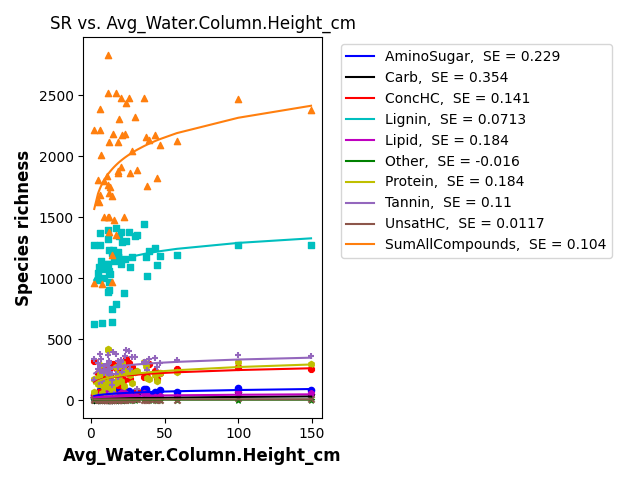 SR vs. Avg_Water.Column.Height_cm
Species richness
2500
2000
1500
1000
500
0
0
50
100
150
Avg_Water.Column.Height_cm
AminoSugar,  SE = 0.229
Carb,  SE = 0.354
ConcHC,  SE = 0.141
Lignin,  SE = 0.0713
Lipid,  SE = 0.184
Other,  SE = -0.016
Protein,  SE = 0.184
Tannin,  SE = 0.11
UnsatHC,  SE = 0.0117
SumAllCompounds,  SE = 0.104